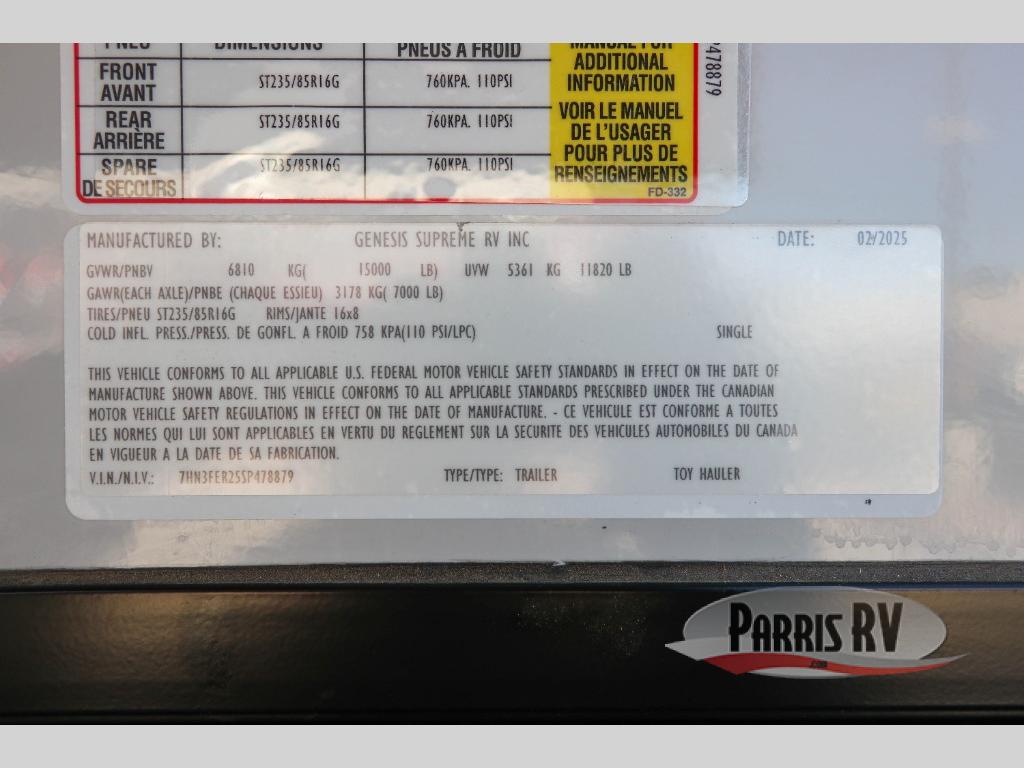 PNEU DIMENSIONS PNEUS A FROID MANUAL FOR
ADDITIONAL
INFORMATION
FRONT
AVANT ST235/85R16G 760KPA. 110PSI
VOIR LE MANUEL
DE L'USAGER
POUR PLUS DE
RENSEIGNEMENTS
REAR
ARRIÈRE ST235/85R16G 760KPA. 110PSI
SPARE
DE SECOURS ST235/85R16G 760KPA. 110PSI
FD-332
P478879
MANUFACTURED BY: GENESIS SUPREME RV INC DATE: 02/2025
GVWR/PNBV 6810 KG( 15000 LB) UVW 5361 KG 11820 LB
GAWR(EACH AXLE)/PNBE (CHAQUE ESSIEU) 3178 KG( 7000 LB)
TIRES/PNEU ST235/85R16G RIMS/JANTE 16x8
COLD INFL. PRESS./PRESS. DE GONFL. A FROID 758 KPA(110 PSI/LPC) SINGLE
THIS VEHICLE CONFORMS TO ALL APPLICABLE U.S. FEDERAL MOTOR VEHICLE SAFETY STANDARDS IN EFFECT ON THE DATE OF
MANUFACTURE SHOWN ABOVE. THIS VEHICLE CONFORMS TO ALL APPLICABLE STANDARDS PRESCRIBED UNDER THE CANADIAN
MOTOR VEHICLE SAFETY REGULATIONS IN EFFECT ON THE DATE OF MANUFACTURE. - CE VEHICULE EST CONFORME A TOUTES
LES NORMES QUI LUI SONT APPLICABLES EN VERTU DU REGLEMENT SUR LA SECURITE DES VEHICULES AUTOMOBILES DU CANADA
EN VIGUEUR A LA DATE DE SA FABRICATION.
V.I.N./N.I.V.: 7HN3FER25SP478879 TYPE/TYPE: TRAILER TOY HAULER
PARRIS RV
.com